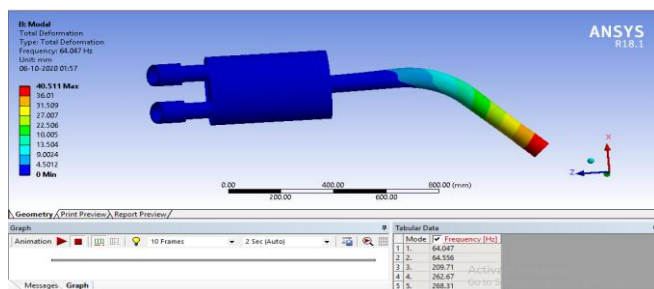 B: Modal
Total Deformation
Type: Total Deformation
Frequency: 64.047 Hz
Unit: mm
06-10-2020 01:57
40.511 Max
36.01
31.509
27.007
22.506
18.005
13.504
9.0024
4.5012
0 Min
ANSYS
R18.1
X
Z
0.00 400.00 800.00 (mm)
200.00 600.00
Geometry Print Preview Report Preview
Graph
Animation 10 Frames 2 Sec (Auto)
Messages Graph
Tabular Data
Mode Frequency [Hz]
1 1. 64.047
2 2. 64.556
3 3. 209.71
4 4. 262.67
5 5. 268.31